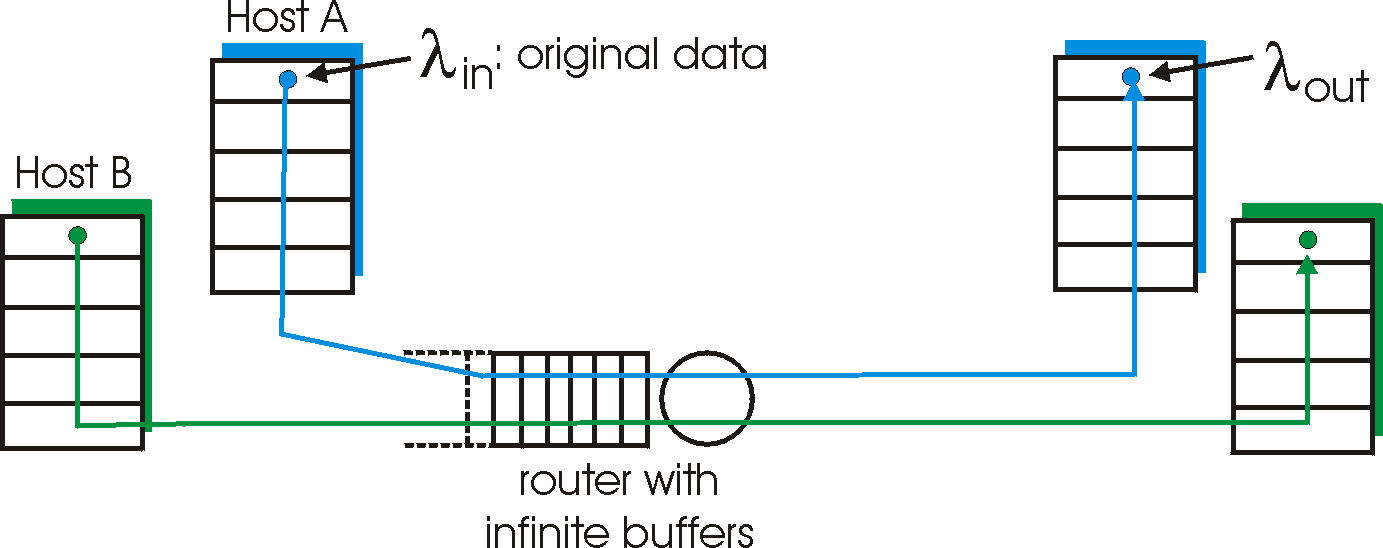 Host A
λin: original data
λout
Host B
router with
infinite buffers